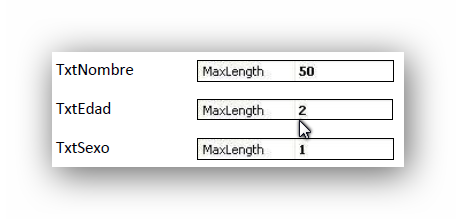 TxtNombre MaxLength 50
TxtEdad MaxLength 2
TxtSexo MaxLength 1